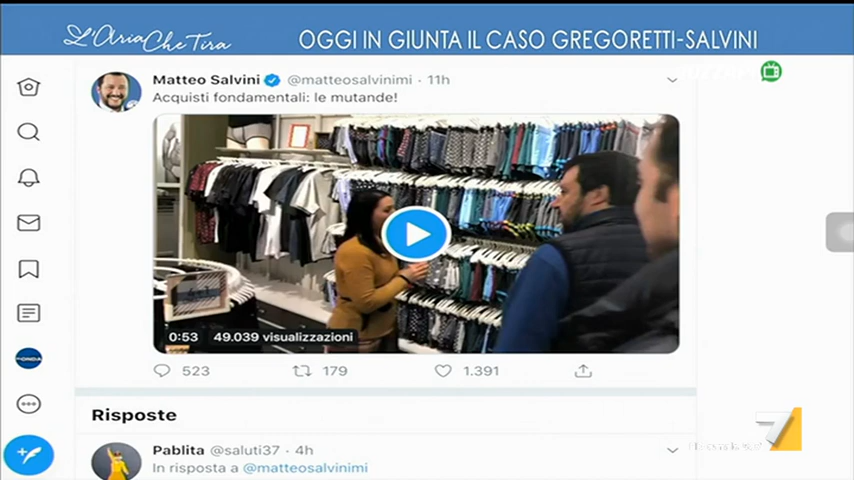 L'Aria Che Tira
OGGI IN GIUNTA IL CASO GREGORETTI-SALVINI
Matteo Salvini @matteosalvinimi · 11h
Acquisti fondamentali: le mutande!
0:53 49.039 visualizzazioni
523 179 1.391
Risposte
Pablita @saluti37 · 4h
In risposta a @matteosalvinimi
7